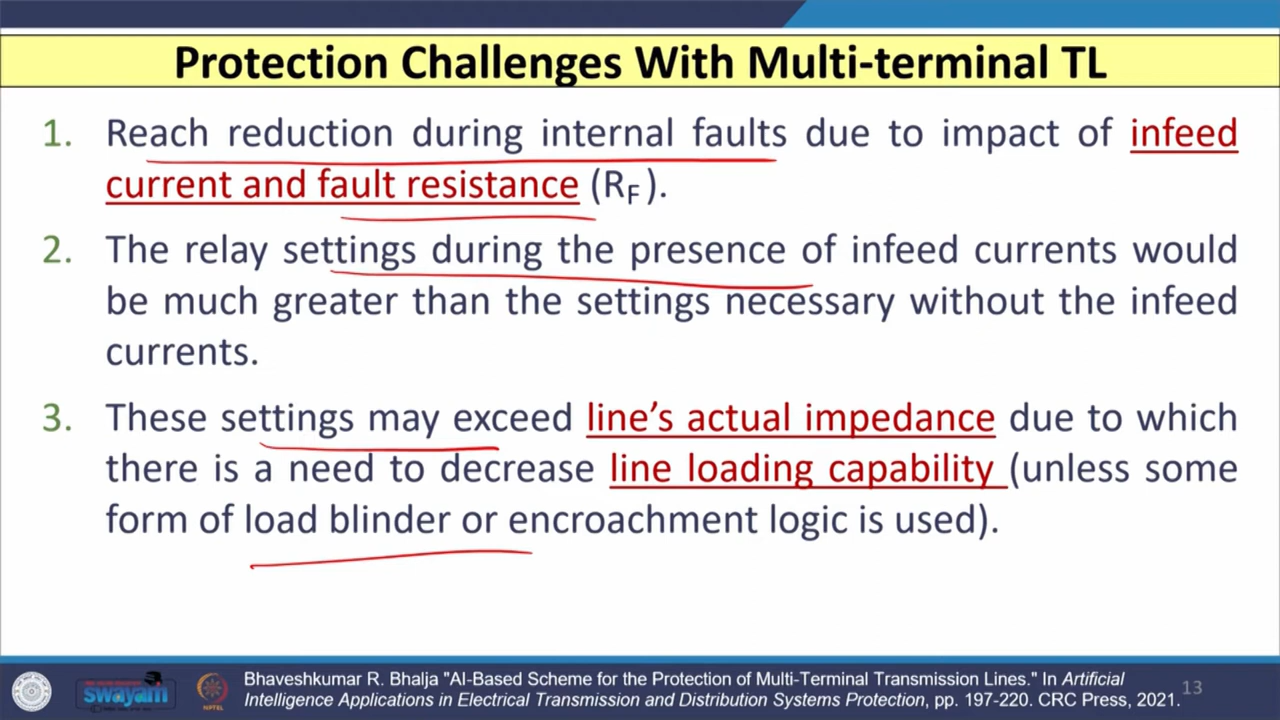 Protection Challenges With Multi-terminal TL
1. Reach reduction during internal faults due to impact of infeed
current and fault resistance (RF).
2. The relay settings during the presence of infeed currents would
be much greater than the settings necessary without the infeed
currents.
3. These settings may exceed line’s actual impedance due to which
there is a need to decrease line loading capability (unless some
form of load blinder or encroachment logic is used).
swayam
NPTEL
Bhaveshkumar R. Bhalja "AI-Based Scheme for the Protection of Multi-Terminal Transmission Lines." In Artificial
Intelligence Applications in Electrical Transmission and Distribution Systems Protection, pp. 197-220. CRC Press, 2021.
13